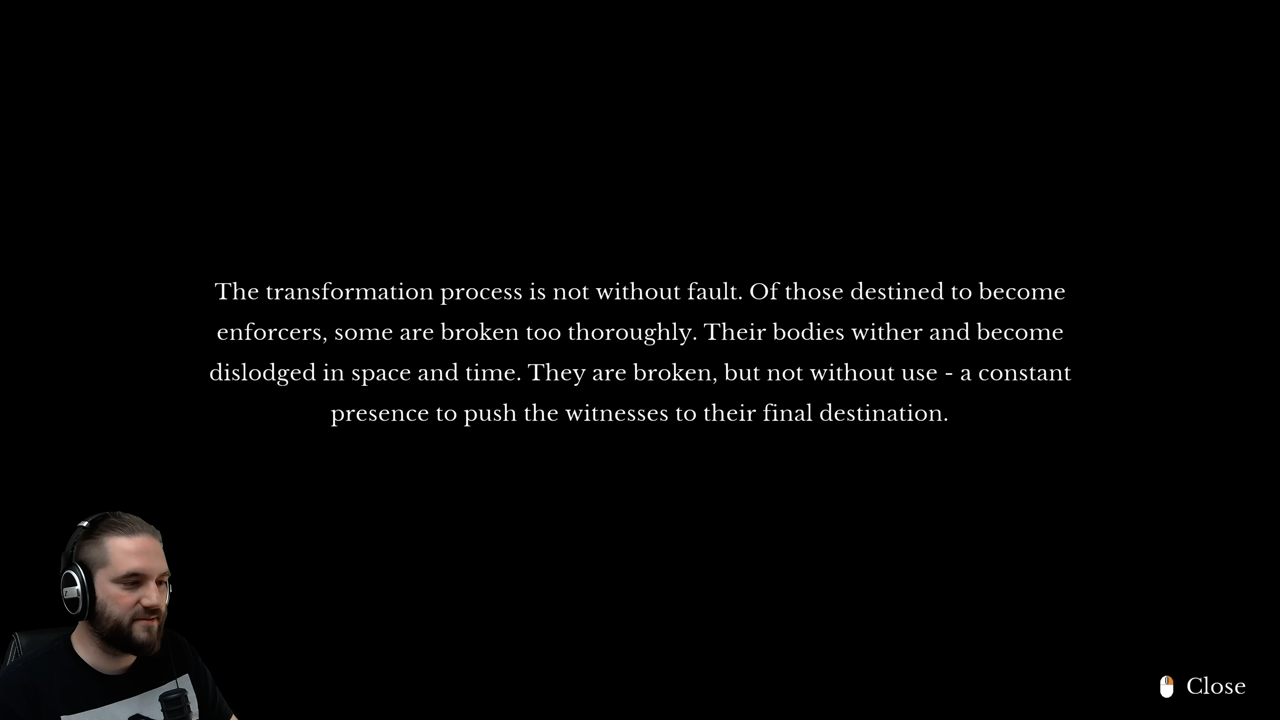 The transformation process is not without fault. Of those destined to become
enforcers, some are broken too thoroughly. Their bodies wither and become
dislodged in space and time. They are broken, but not without use - a constant
presence to push the witnesses to their final destination.
Close